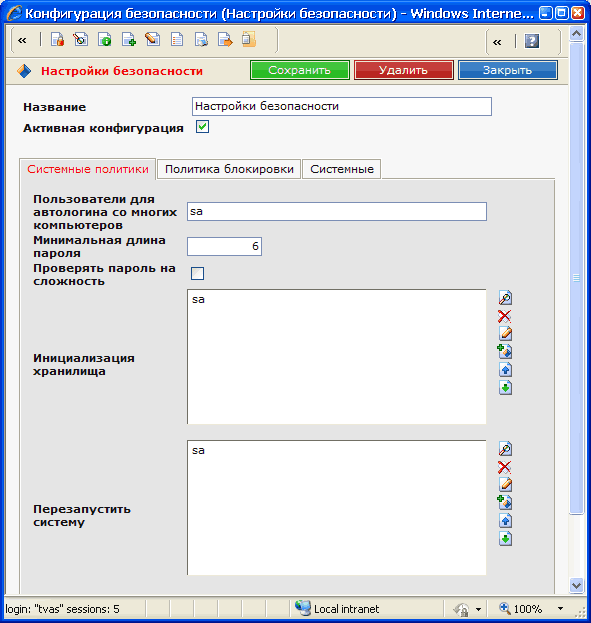 Конфигурация безопасности (Настройки безопасности) - Windows Interne...
« «
Настройки безопасности Сохранить Удалить Закрыть
Название Настройки безопасности
Активная конфигурация
Системные политики Политика блокировки Системные
Пользователи для
автологина со многих
компьютеров
sa
Минимальная длина
пароля
6
Проверять пароль на
сложность
sa
Инициализация
хранилища
sa
Перезапустить
систему
login: "tvas" sessions: 5 Local intranet 100%